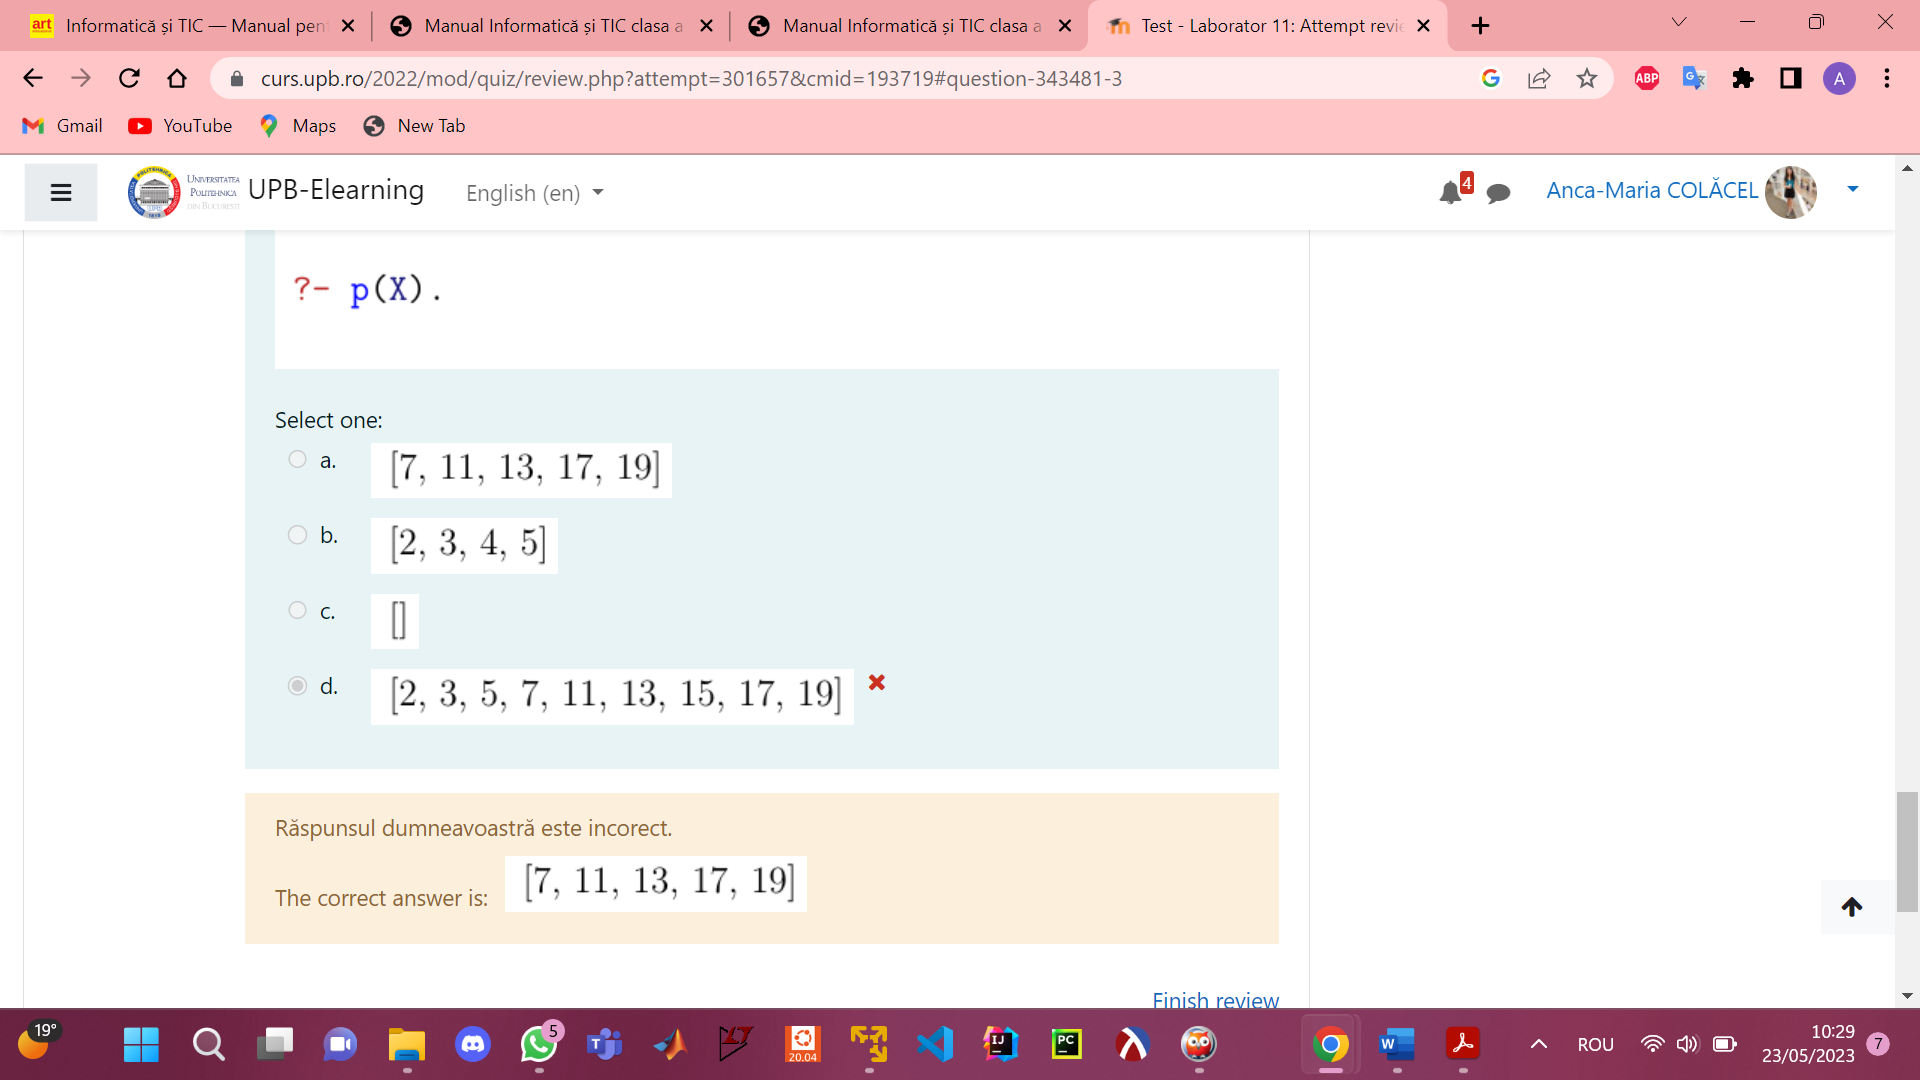 art Informatică și TIC — Manual pen
Manual Informatică și TIC clasa a
Manual Informatică și TIC clasa a
Test - Laborator 11: Attempt revie
curs.upb.ro/2022/mod/quiz/review.php?attempt=301657&cmid=193719#question-343481-3
ABP
A
Gmail
YouTube
Maps
New Tab
UNIVERSITATEA
POLITEHNICA
DIN BUCUREȘTI
UPB-Elearning
English (en)
4
Anca-Maria COLĂCEL
?- p(X).
Select one:
a. [7, 11, 13, 17, 19]
b. [2, 3, 4, 5]
c. []
d. [2, 3, 5, 7, 11, 13, 15, 17, 19]
Răspunsul dumneavoastră este incorect.
The correct answer is: [7, 11, 13, 17, 19]
Finish review
19°
5
20.04
IJ
PC
W
ROU
10:29
23/05/2023
7